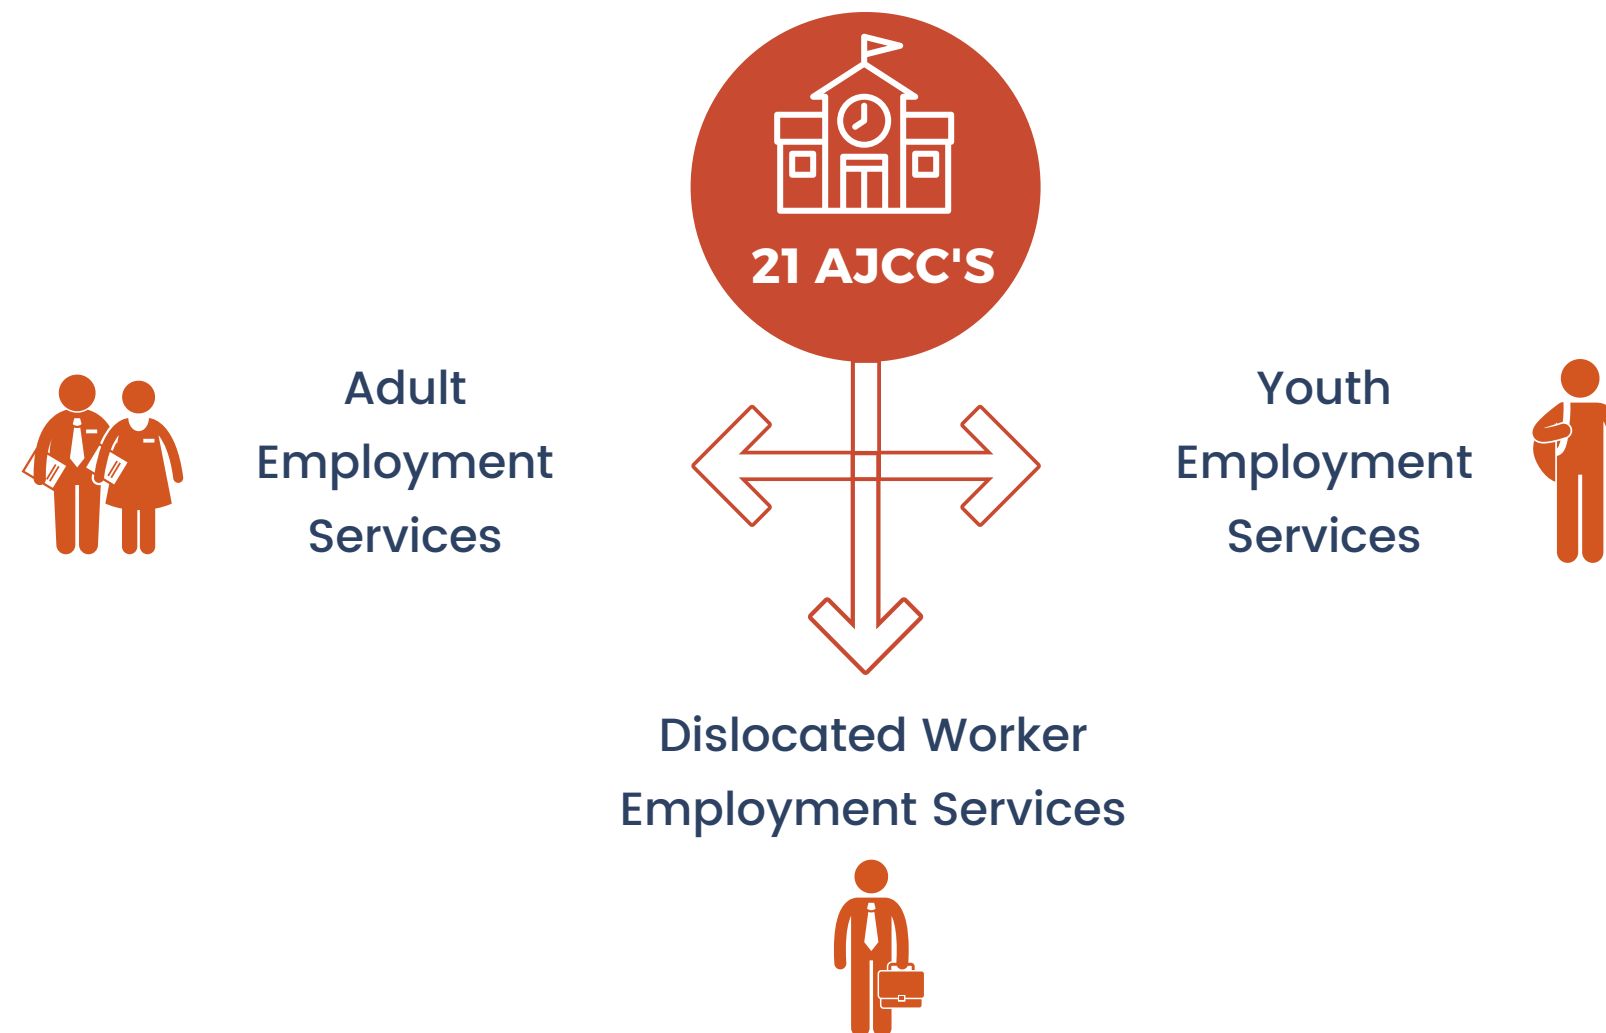 21 AJCC'S
Adult
Employment
Services
Youth
Employment
Services
Dislocated Worker
Employment Services